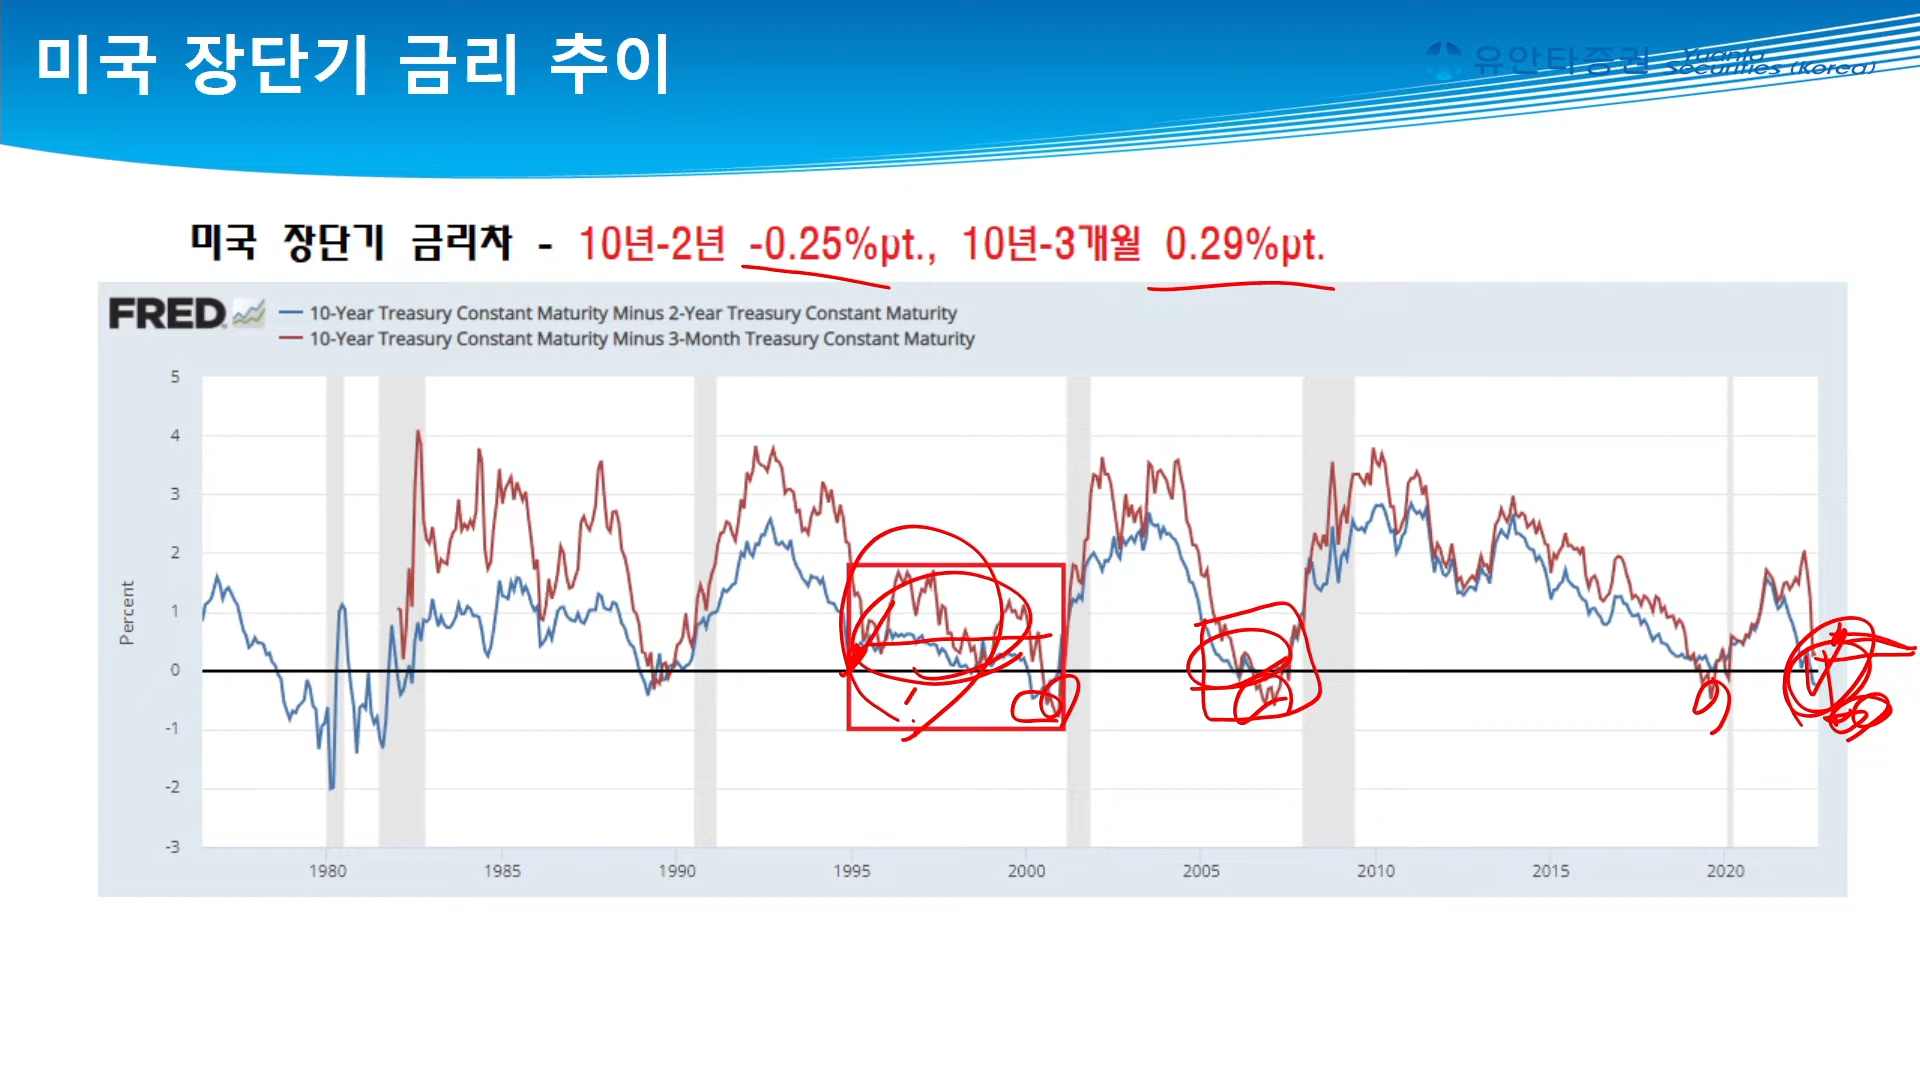 미국 장단기 금리 추이
유안타증권 Yuanta Securities (Korea)
미국 장단기 금리차 - 10년-2년 -0.25%pt., 10년-3개월 0.29%pt.
FRED
10-Year Treasury Constant Maturity Minus 2-Year Treasury Constant Maturity
10-Year Treasury Constant Maturity Minus 3-Month Treasury Constant Maturity
Percent
5
4
3
2
1
0
-1
-2
-3
1980 1985 1990 1995 2000 2005 2010 2015 2020